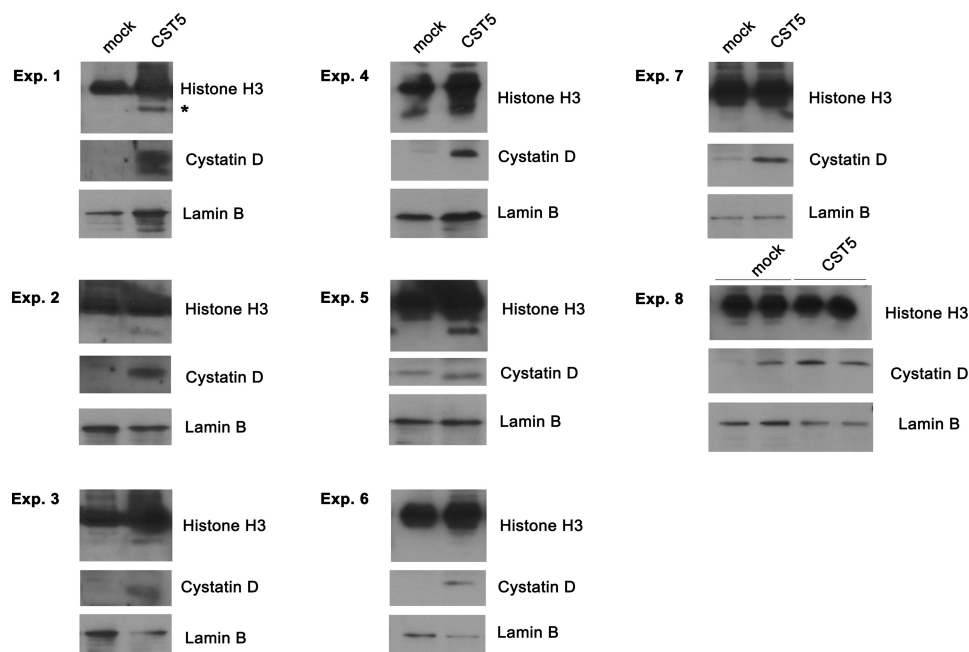 mock CST5
Exp. 1
Histone H3
*
Cystatin D
Lamin B
Exp. 2
Histone H3
Cystatin D
Lamin B
Exp. 3
Histone H3
Cystatin D
Lamin B
mock CST5
Exp. 4
Histone H3
Cystatin D
Lamin B
Exp. 5
Histone H3
Cystatin D
Lamin B
Exp. 6
Histone H3
Cystatin D
Lamin B
mock CST5
Exp. 7
Histone H3
Cystatin D
Lamin B
mock CST5
Exp. 8
Histone H3
Cystatin D
Lamin B